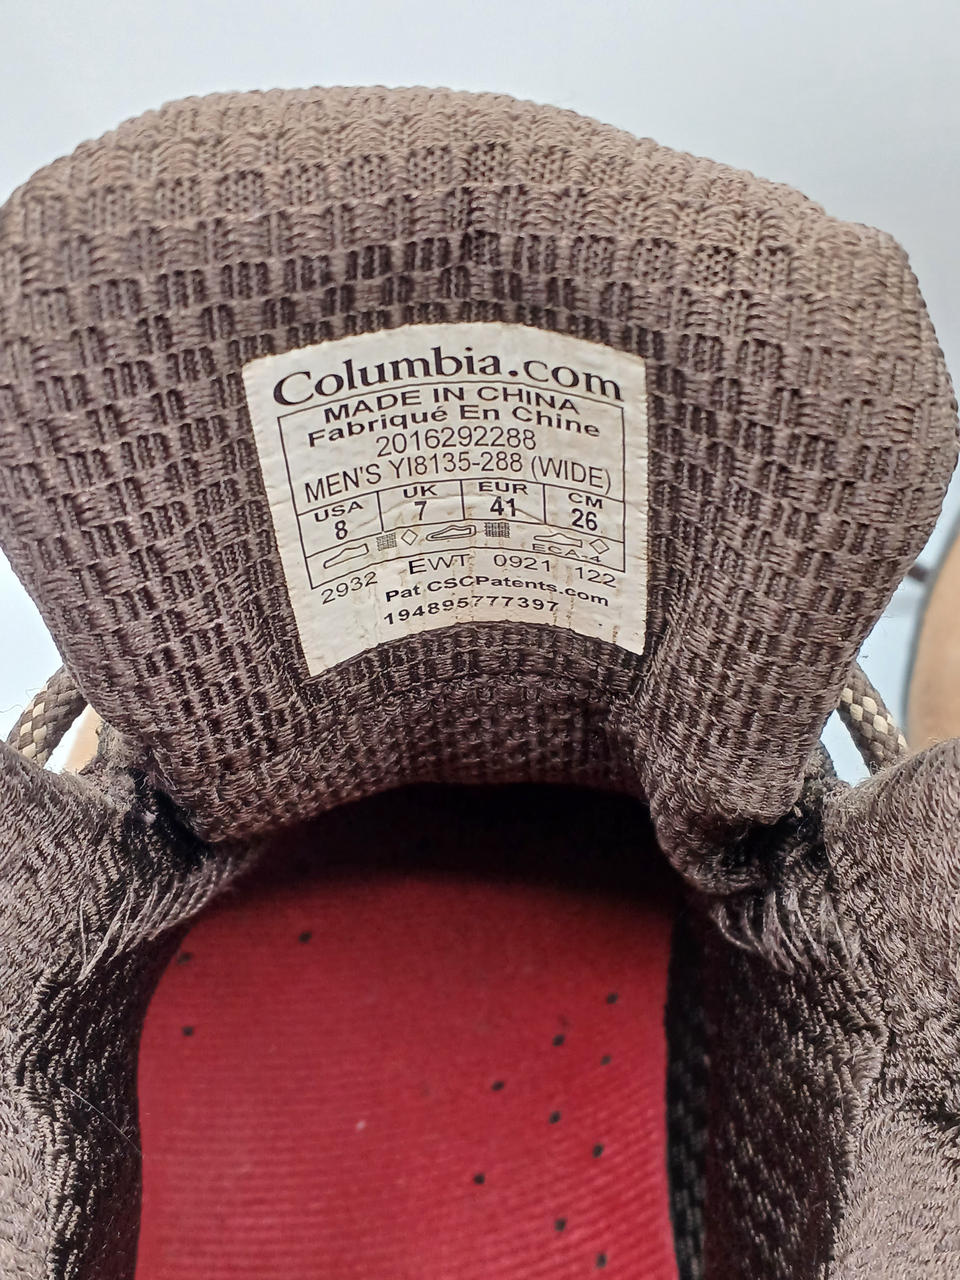 Columbia.com
MADE IN CHINA
Fabriqué En Chine
2016292288
MEN'S YI8135-288 (WIDE)
USA UK EUR CM
8 7 41 26
ECA:4
2932 EWT 0921 122
Pat CSCPatents.com
194895777397